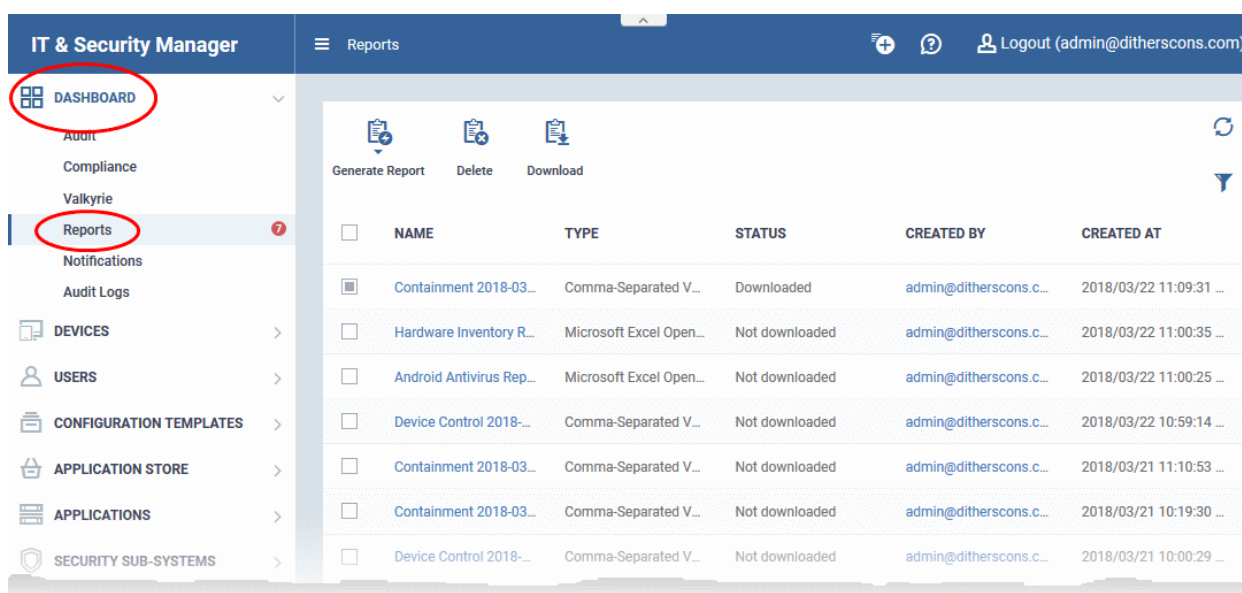 IT & Security Manager
Reports
Logout (admin@ditherscons.com)
DASHBOARD
Audit
Compliance
Valkyrie
Reports 7
Notifications
Audit Logs
DEVICES
USERS
CONFIGURATION TEMPLATES
APPLICATION STORE
APPLICATIONS
SECURITY SUB-SYSTEMS
Generate Report Delete Download
NAME TYPE STATUS CREATED BY CREATED AT
Containment 2018-03... Comma-Separated V... Downloaded admin@ditherscons.c... 2018/03/22 11:09:31 ...
Hardware Inventory R... Microsoft Excel Open... Not downloaded admin@ditherscons.c... 2018/03/22 11:00:35 ...
Android Antivirus Rep... Microsoft Excel Open... Not downloaded admin@ditherscons.c... 2018/03/22 11:00:25 ...
Device Control 2018-... Comma-Separated V... Not downloaded admin@ditherscons.c... 2018/03/22 10:59:14 ...
Containment 2018-03... Comma-Separated V... Not downloaded admin@ditherscons.c... 2018/03/21 11:10:53 ...
Containment 2018-03... Comma-Separated V... Not downloaded admin@ditherscons.c... 2018/03/21 10:19:30 ...
Device Control 2018-... Comma-Separated V... Not downloaded admin@ditherscons.c... 2018/03/21 10:00:29 ...